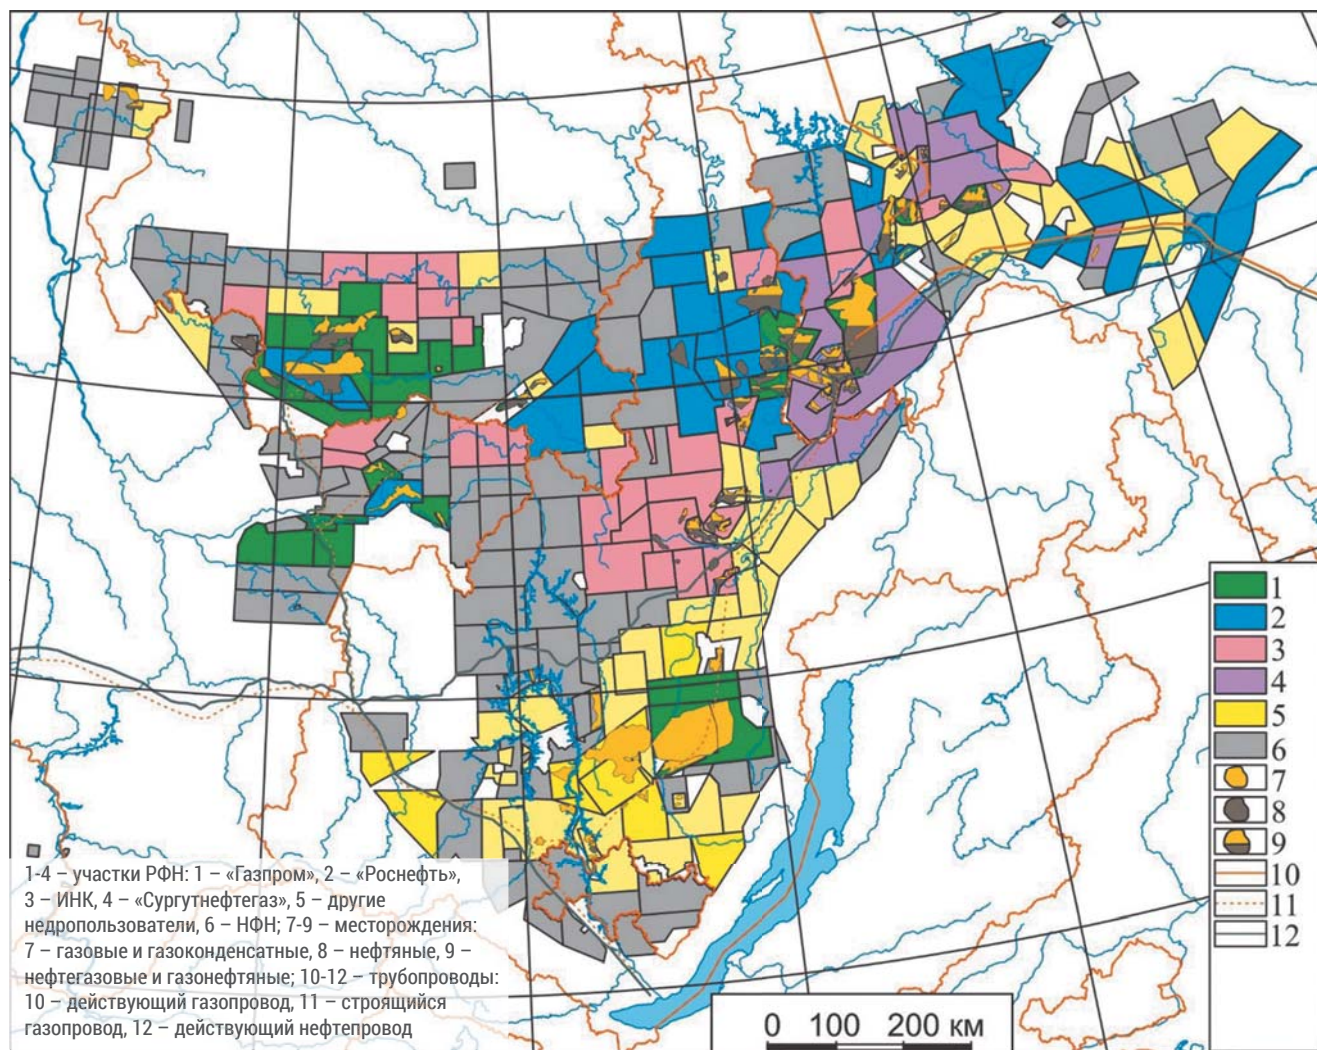 1
2
3
4
5
6
7
8
9
10
11
12
1-4 – участки РФН: 1 – «Газпром», 2 – «Роснефть»,
3 – ИНК, 4 – «Сургутнефтегаз», 5 – другие
недропользователи, 6 – НФН; 7-9 – месторождения:
7 – газовые и газоконденсатные, 8 – нефтяные, 9 –
нефтегазовые и газонефтяные; 10-12 – трубопроводы:
10 – действующий газопровод, 11 – строящийся
газопровод, 12 – действующий нефтепровод
0 100 200 км